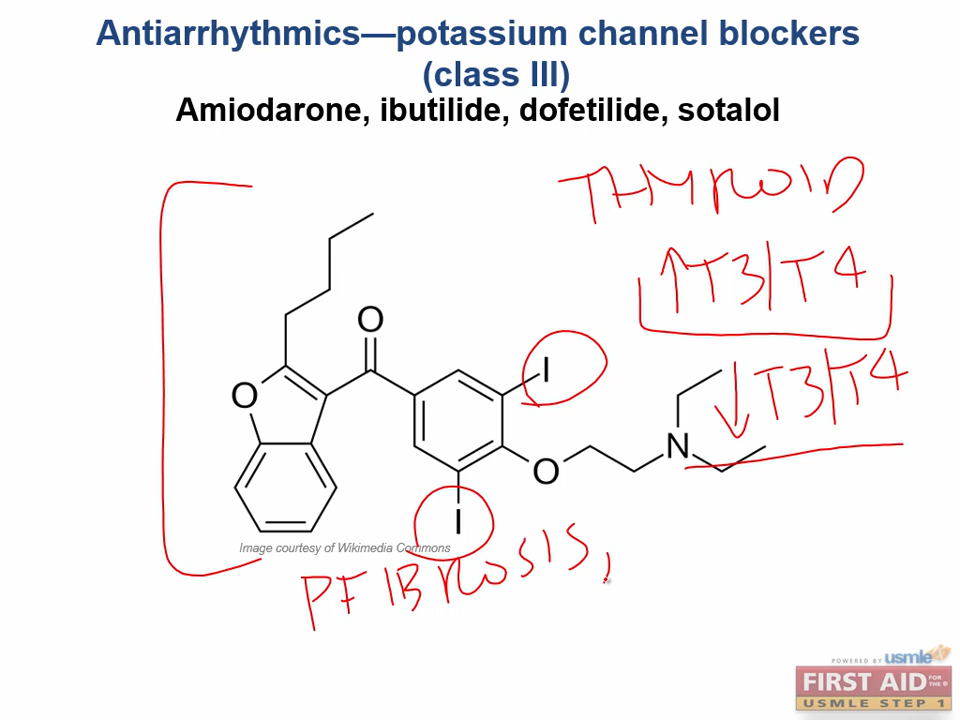 Antiarrhythmics—potassium channel blockers
(class III)
Amiodarone, ibutilide, dofetilide, sotalol
THYROID
↑T3/T4
O
I
↓T3/T4
O
N
O
I
Image courtesy of Wikimedia Commons
PFIBROSIS,
POWERED BY usmle
FIRST AID FOR THE ®
USMLE STEP 1